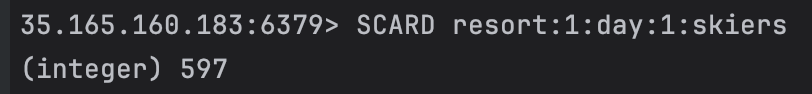 35.165.160.183:6379> SCARD resort:1:day:1:skiers
(integer) 597